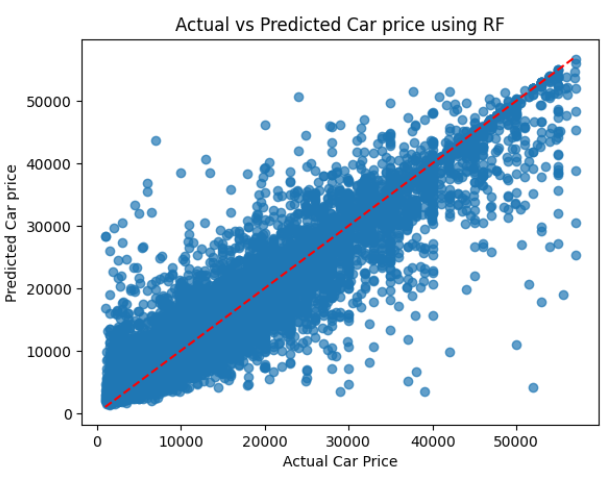 Actual vs Predicted Car price using RF
Predicted Car price
50000
40000
30000
20000
10000
0
0 10000 20000 30000 40000 50000
Actual Car Price